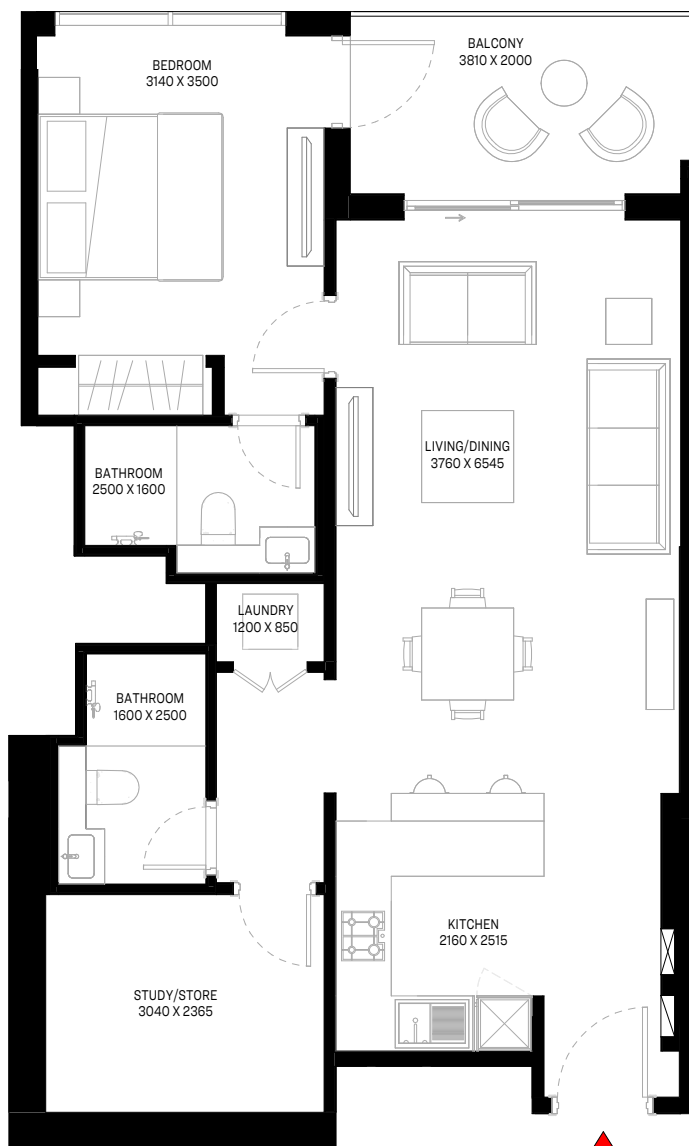 BEDROOM
3140 X 3500
BALCONY
3810 X 2000
LIVING/DINING
3760 X 6545
BATHROOM
2500 X 1600
LAUNDRY
1200 X 850
BATHROOM
1600 X 2500
KITCHEN
2160 X 2515
STUDY/STORE
3040 X 2365